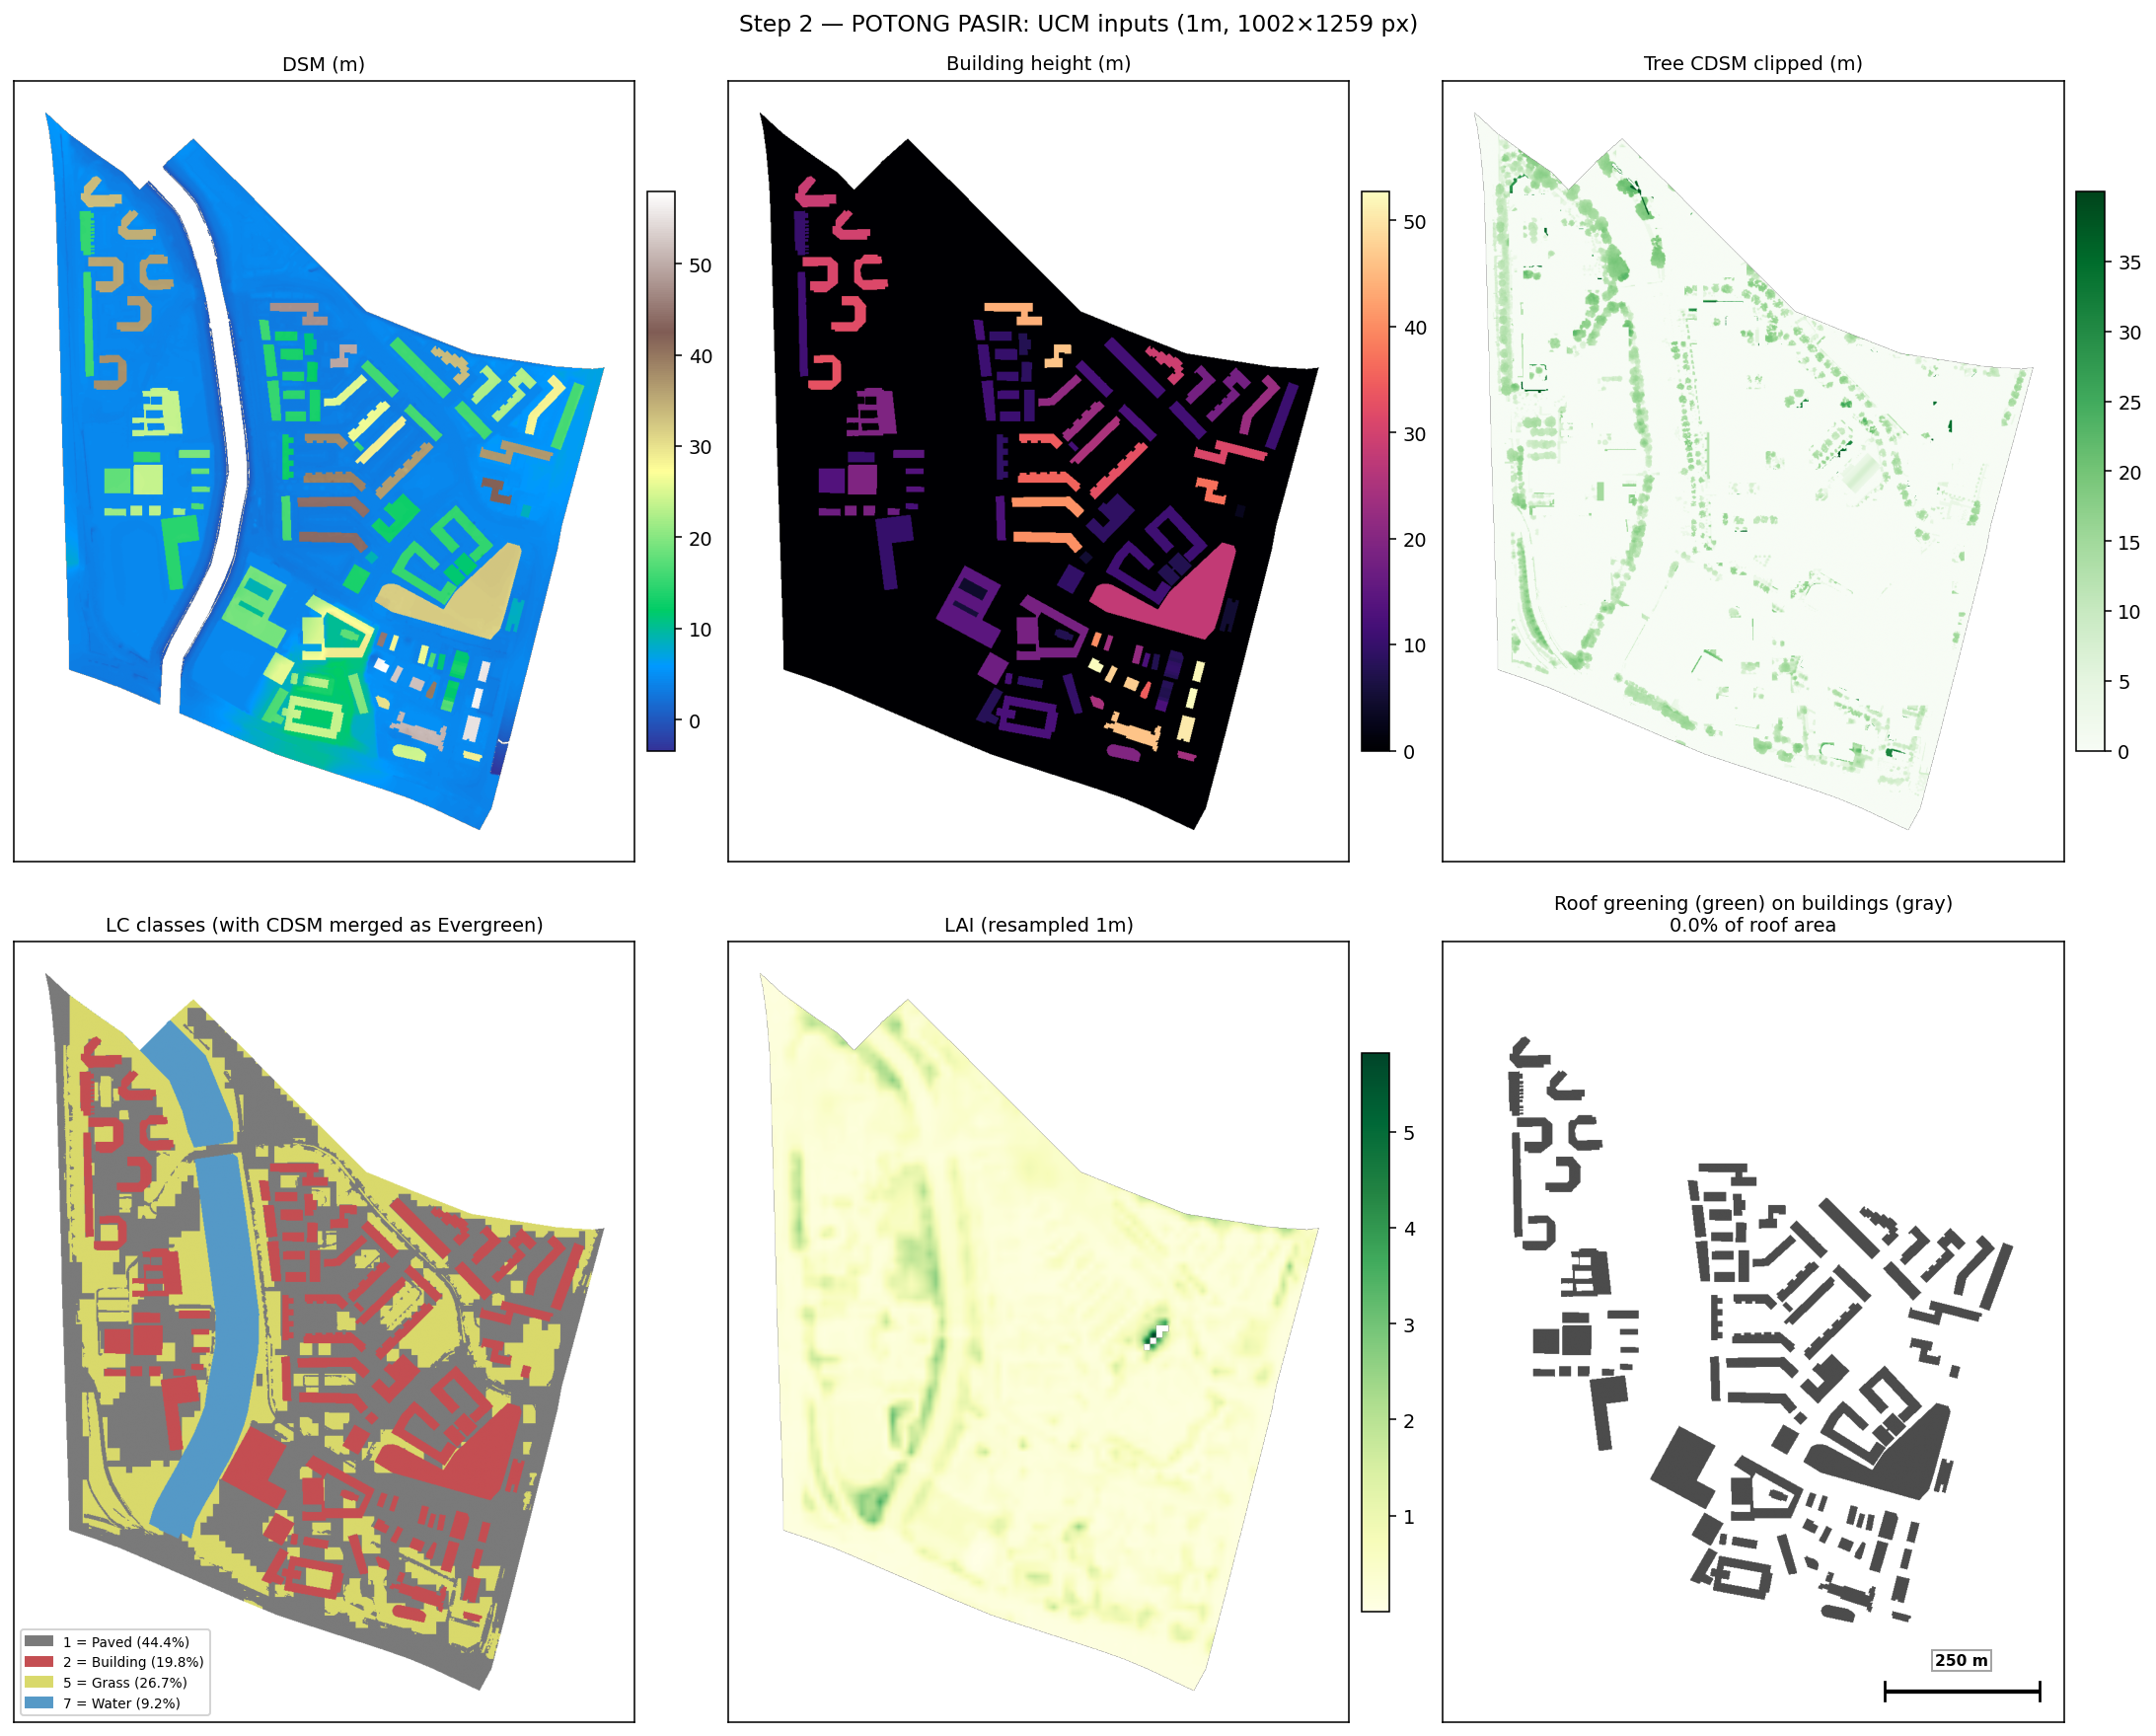 Step 2 — POTONG PASIR: UCM inputs (1m, 1002×1259 px)
DSM (m)
50
40
30
20
10
0
Building height (m)
50
40
30
20
10
0
Tree CDSM clipped (m)
35
30
25
20
15
10
5
0
LC classes (with CDSM merged as Evergreen)
1 = Paved (44.4%)
2 = Building (19.8%)
5 = Grass (26.7%)
7 = Water (9.2%)
LAI (resampled 1m)
5
4
3
2
1
Roof greening (green) on buildings (gray)
0.0% of roof area
250 m